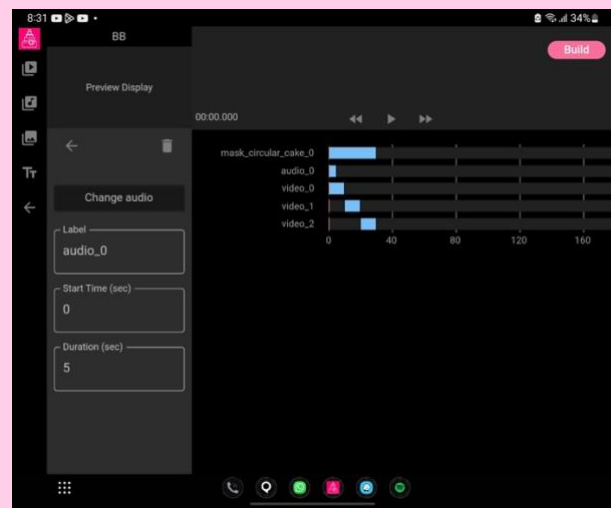 8:31
34%
BB
Build
Preview Display
00:00.000
Change audio
Label
audio_0
Start Time (sec)
0
Duration (sec)
5
mask_circular_cake_0
audio_0
video_0
video_1
video_2
0 40 80 120 160
Tт